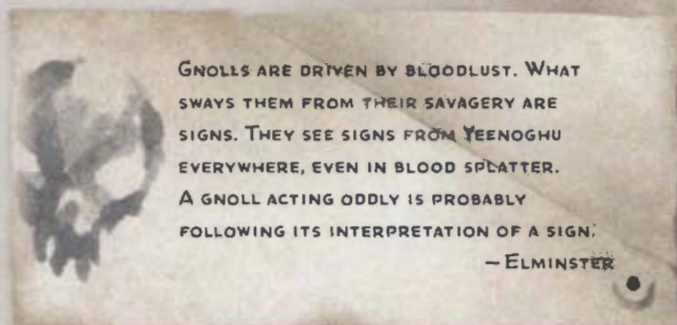 GNOLLS ARE DRIVEN BY BLOODLUST. WHAT
SWAYS THEM FROM THEIR SAVAGERY ARE
SIGNS. THEY SEE SIGNS FROM YEENOGHU
EVERYWHERE, EVEN IN BLOOD SPLATTER.
A GNOLL ACTING ODDLY IS PROBABLY
FOLLOWING ITS INTERPRETATION OF A SIGN.
— ELMINSTER